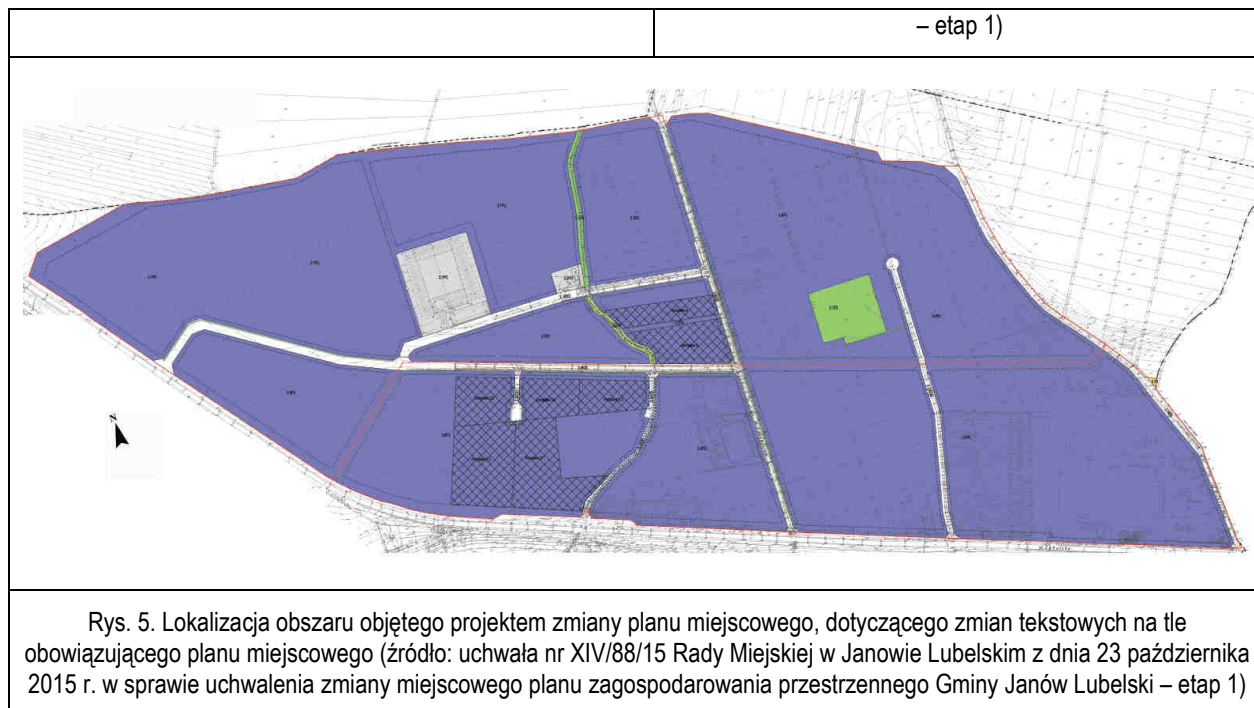 – etap 1)
N
Rys. 5. Lokalizacja obszaru objętego projektem zmiany planu miejscowego, dotyczącego zmian tekstowych na tle
obowiązującego planu miejscowego (źródło: uchwała nr XIV/88/15 Rady Miejskiej w Janowie Lubelskim z dnia 23 października
2015 r. w sprawie uchwalenia zmiany miejscowego planu zagospodarowania przestrzennego Gminy Janów Lubelski – etap 1)